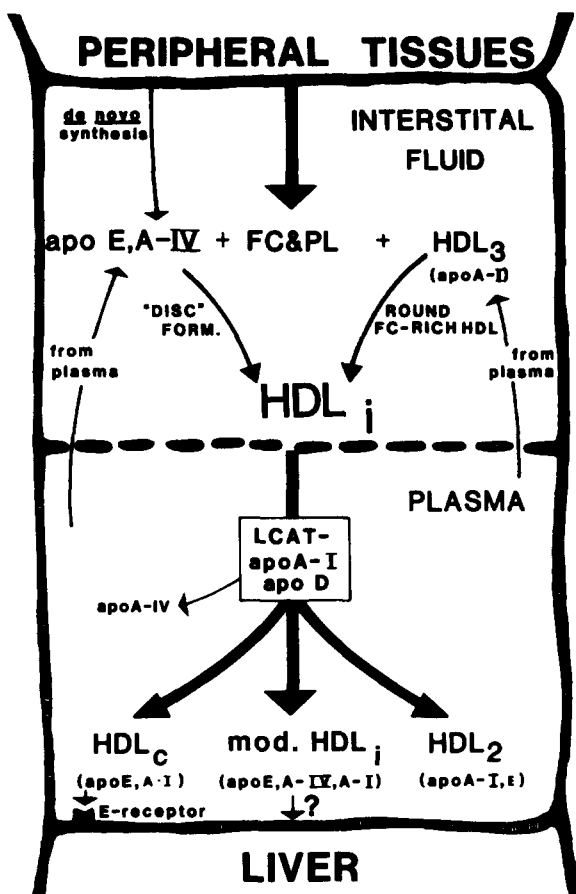 PERIPHERAL TISSUES
de novo
synthesis
INTERSTITAL
FLUID
apo E,A-IV + FC&PL + HDL3
(apoA-I)
"DISC"
FORM.
ROUND
FC-RICH HDL
from
plasma
from
plasma
HDL i
PLASMA
LCAT-
apoA-I
apo D
apoA-IV
HDLC mod. HDLi HDL2
(apoE,A-I) (apoE,A-IV,A-I) (apoA-I,E)
E-receptor ?
LIVER